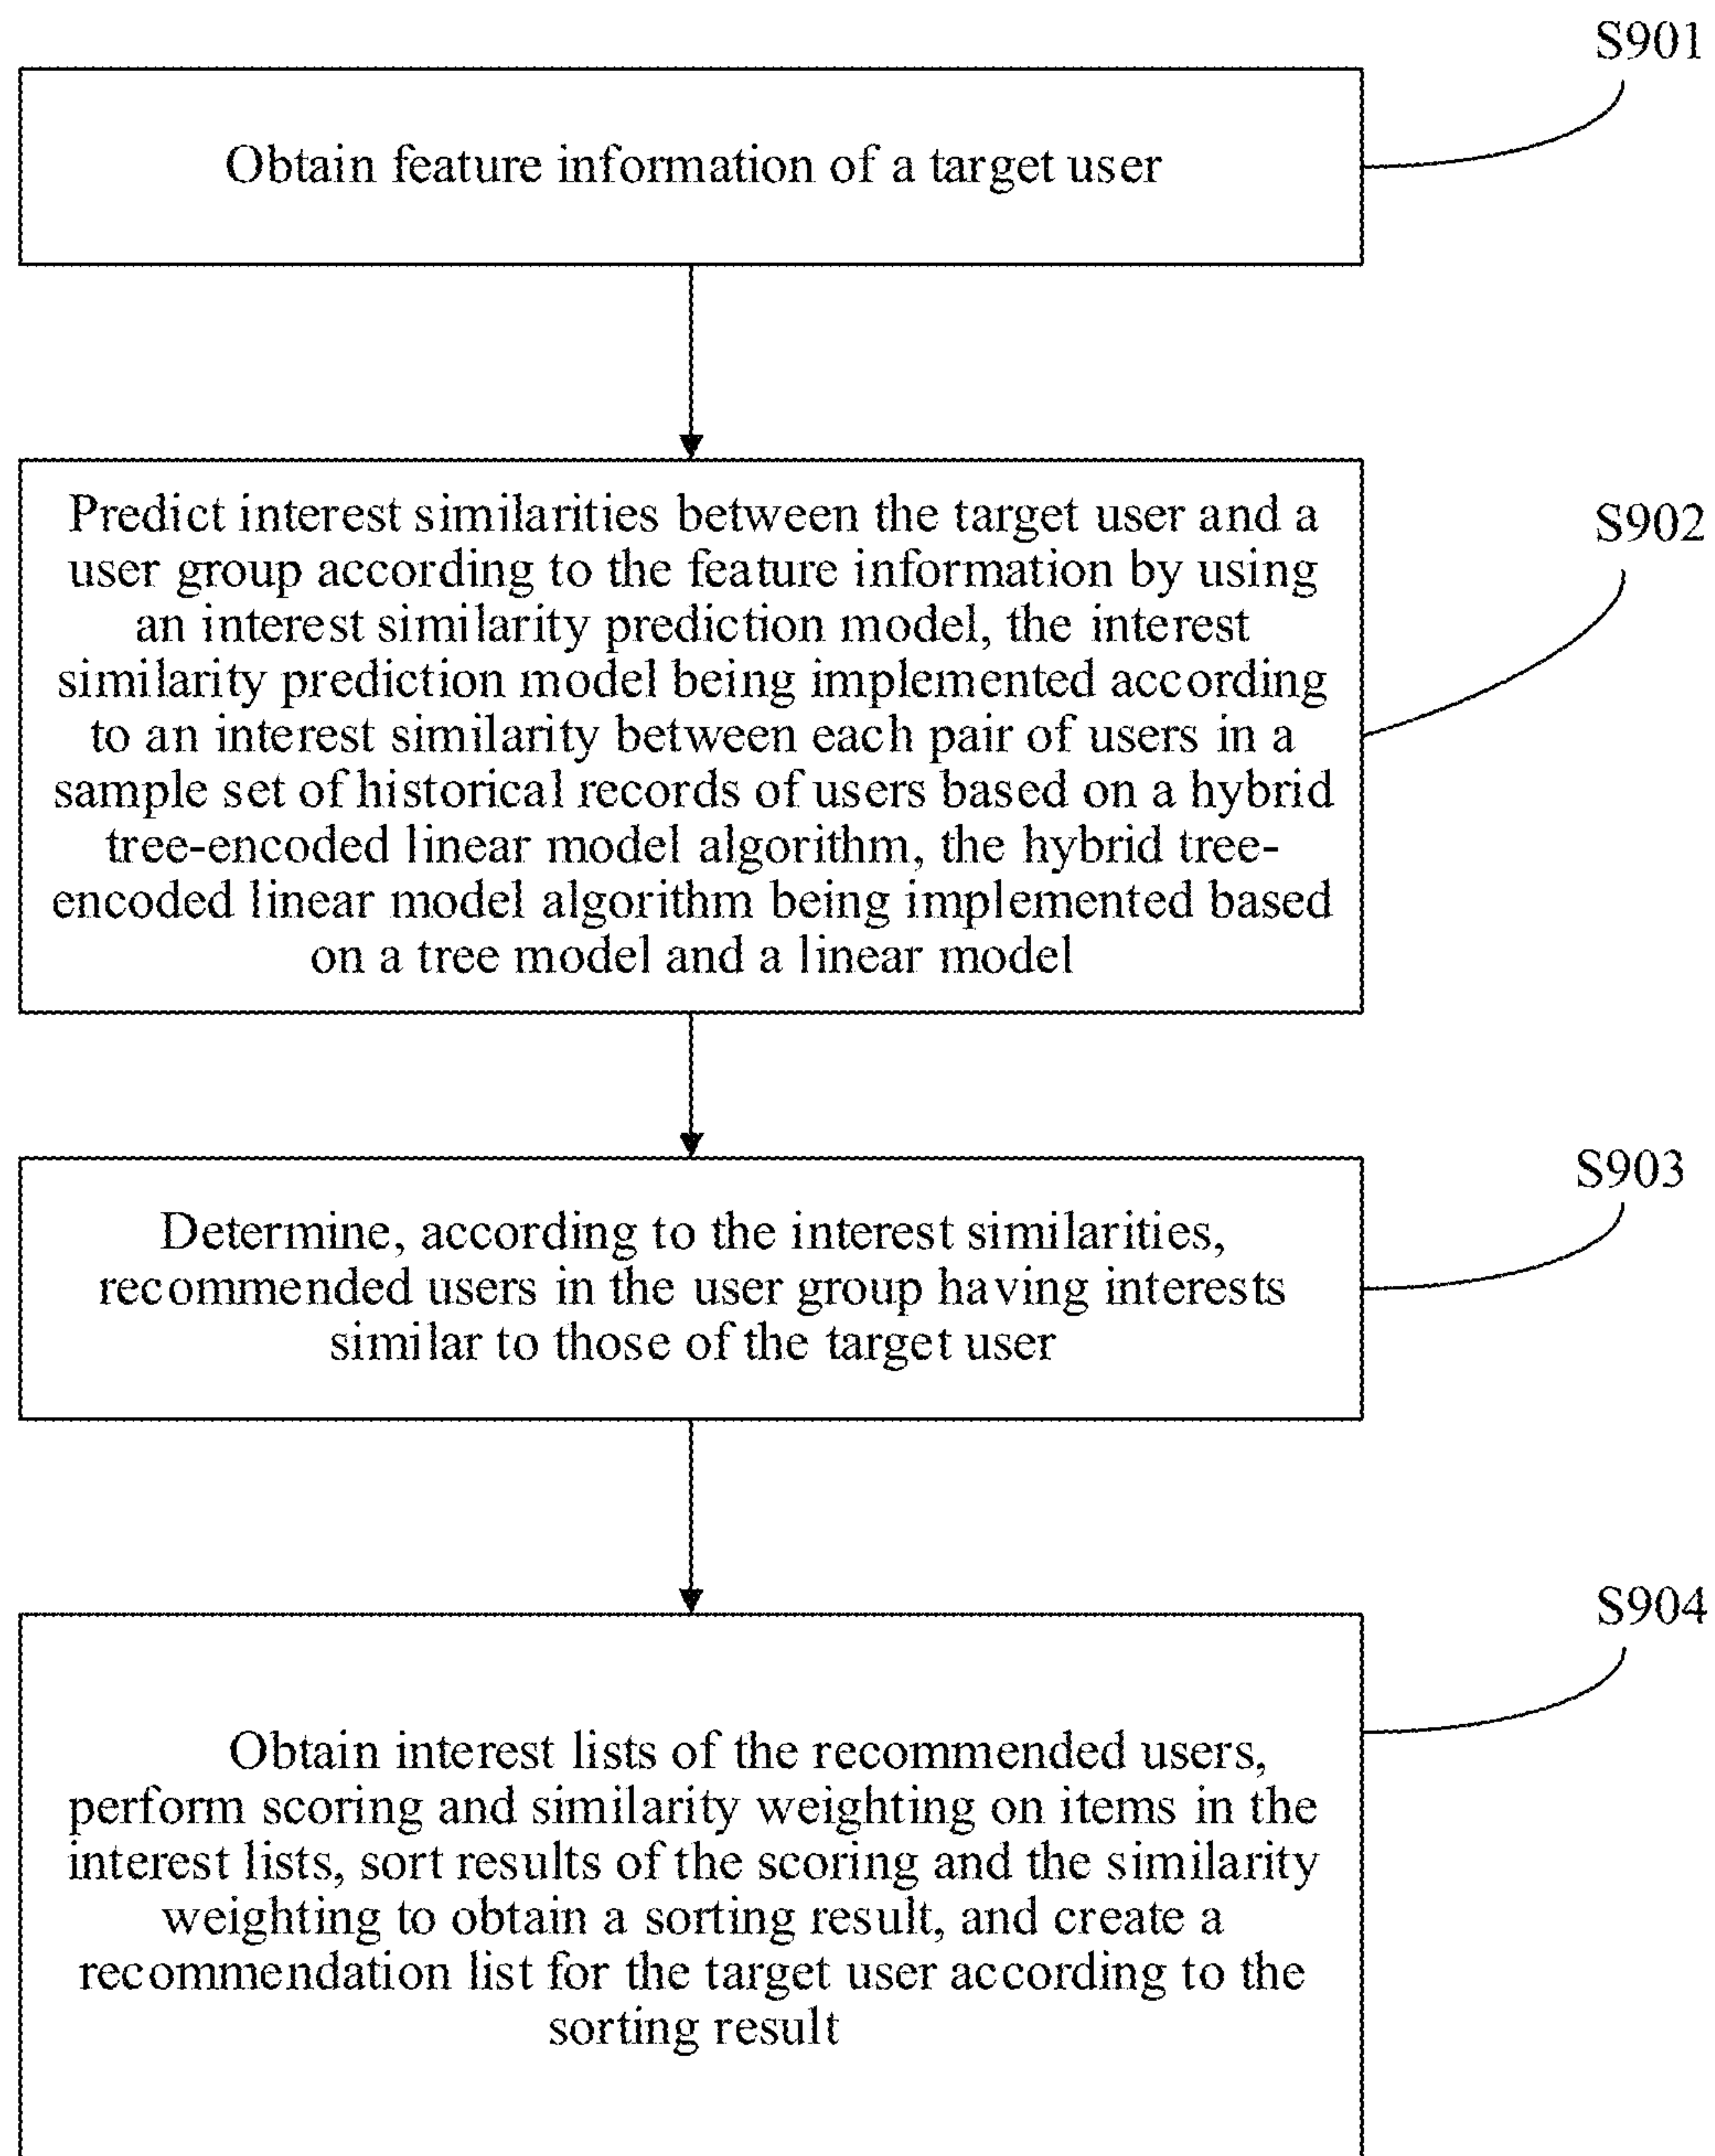 S901
Obtain feature information of a target user
Predict interest similarities between the target user and a
user group according to the feature information by using
an interest similarity prediction model, the interest
similarity prediction model being implemented according
to an interest similarity between each pair of users in a
sample set of historical records of users based on a hybrid
tree-encoded linear model algorithm, the hybrid tree-
encoded linear model algorithm being implemented based
on a tree model and a linear model
S902
Determine, according to the interest similarities,
recommended users in the user group having interests
similar to those of the target user
S903
Obtain interest lists of the recommended users,
perform scoring and similarity weighting on items in the
interest lists, sort results of the scoring and the similarity
weighting to obtain a sorting result, and create a
recommendation list for the target user according to the
sorting result
S904